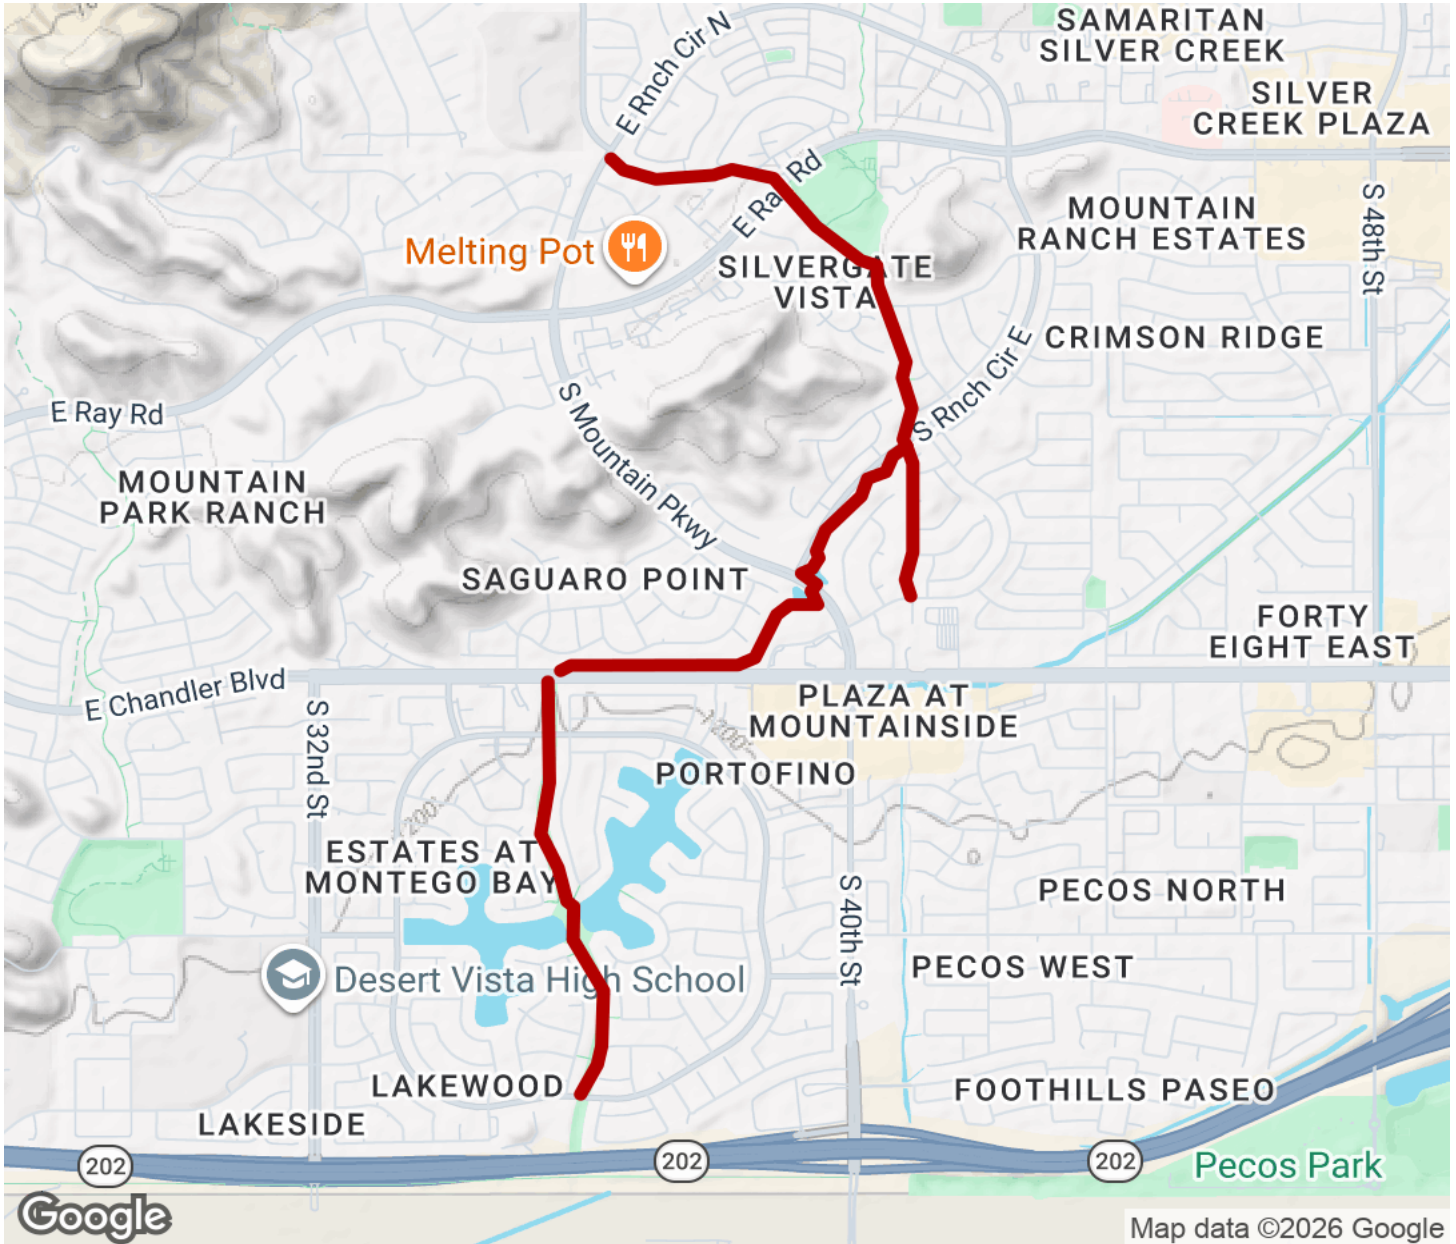 SAMARITAN
SILVER CREEK
E Rnch Cir N
SILVER
CREEK PLAZA
E Ray Rd
S 48th St
MOUNTAIN
RANCH ESTATES
Melting Pot
SILVERGATE
VISTA
CRIMSON RIDGE
S Rnch Cir E
E Ray Rd
S Mountain Pkwy
MOUNTAIN
PARK RANCH
SAGUARO POINT
FORTY
EIGHT EAST
E Chandler Blvd
S 32nd St
PLAZA AT
MOUNTAINSIDE
1200'
PORTOFINO
1200'
ESTATES AT
MONTEGO BAY
S 40th St
PECOS NORTH
Desert Vista High School
PECOS WEST
LAKEWOOD
FOOTHILLS PASEO
LAKESIDE
202
202
202
Pecos Park
Google
Map data ©2026 Google